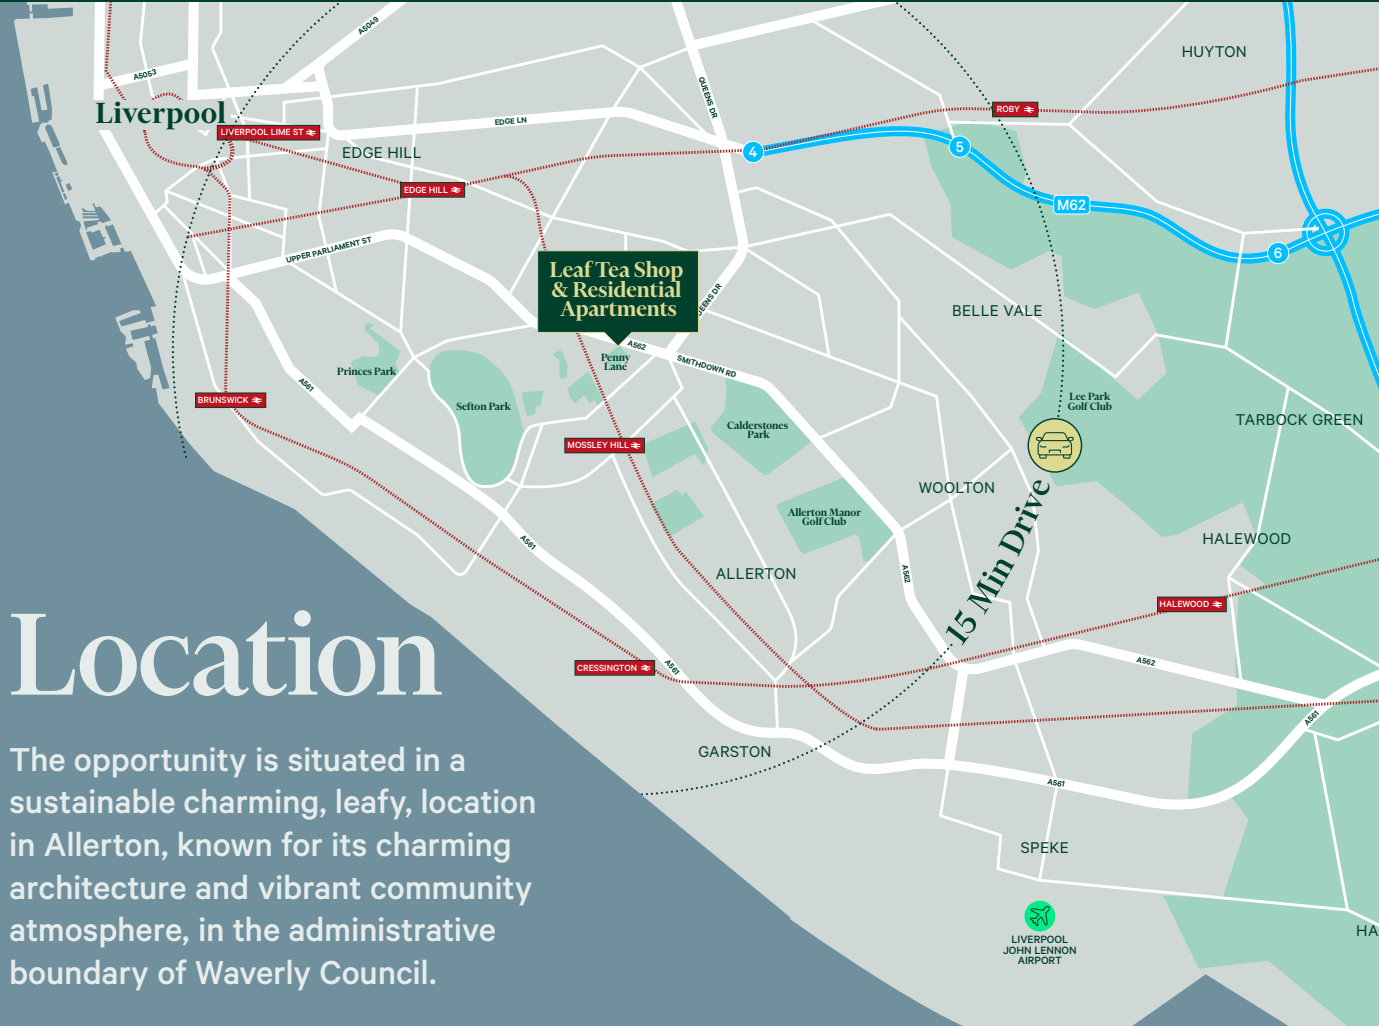 A5049
HUYTON
A5053
QUEENS DR
Liverpool
ROBY
EDGE LN
LIVERPOOL LIME ST
4
5
EDGE HILL
EDGE HILL
M62
6
UPPER PARLIAMENT ST
Leaf Tea Shop
& Residential
Apartments
EENS DR
BELLE VALE
A562
Penny
Lane
SMITHDOWN RD
Princes Park
A561
BRUNSWICK
Sefton Park
Lee Park
Golf Club
TARBOCK GREEN
Calderstones
Park
MOSSLEY HILL
WOOLTON
15 Min Drive
Allerton Manor
Golf Club
A561
HALEWOOD
ALLERTON
A562
HALEWOOD
Location
CRESSINGTON
A561
A562
A561
GARSTON
The opportunity is situated in a
sustainable charming, leafy, location
in Allerton, known for its charming
architecture and vibrant community
atmosphere, in the administrative
boundary of Waverly Council.
A561
SPEKE
HA
LIVERPOOL
JOHN LENNON
AIRPORT